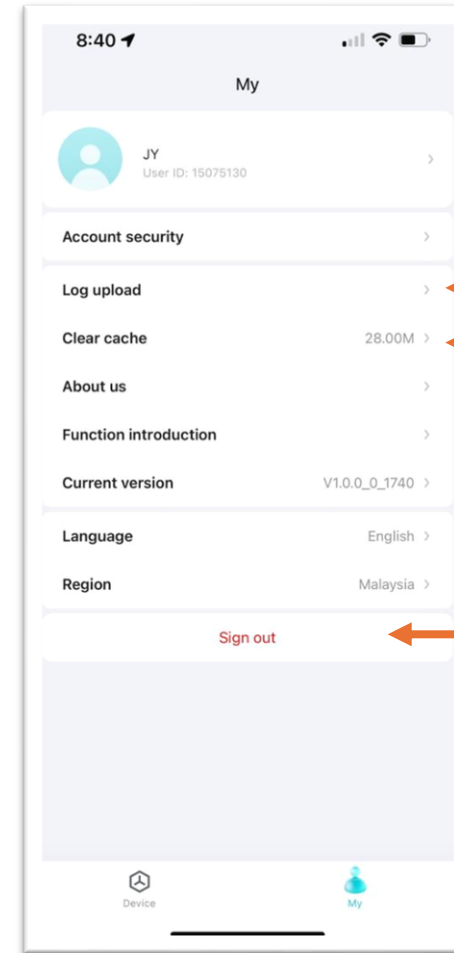 8:40
My
JY
User ID: 15075130
Account security
Log upload
Clear cache 28.00M
About us
Function introduction
Current version V1.0.0_0_1740
Language English
Region Malaysia
Sign out
Device My